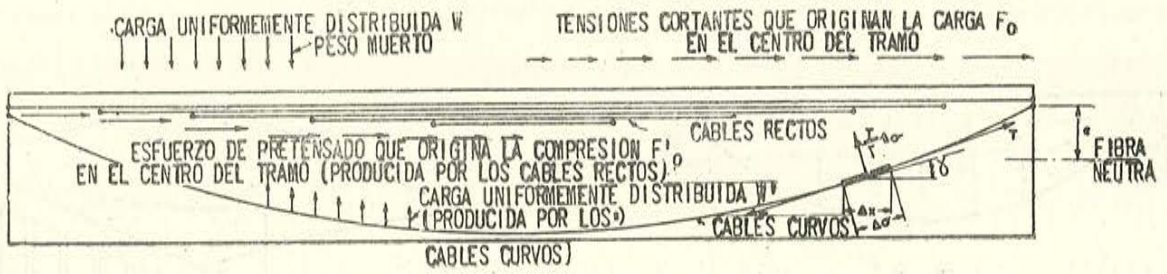 CARGA UNIFORMEMENTE DISTRIBUIDA W
PESO MUERTO
TENSIONES CORTANTES QUE ORIGINAN LA CARGA F₀
EN EL CENTRO DEL TRAMO
CABLES RECTOS
ESFUERZO DE PRETENSADO QUE ORIGINA LA COMPRESION F'₀
EN EL CENTRO DEL TRAMO (PRODUCIDA POR LOS CABLES RECTOS)
CARGA UNIFORMEMENTE DISTRIBUIDA W'
(PRODUCIDA POR LOS
CABLES CURVOS)
CABLES CURVOS
T
e
FIBRA
NEUTRA
γ
Δx
Δσ